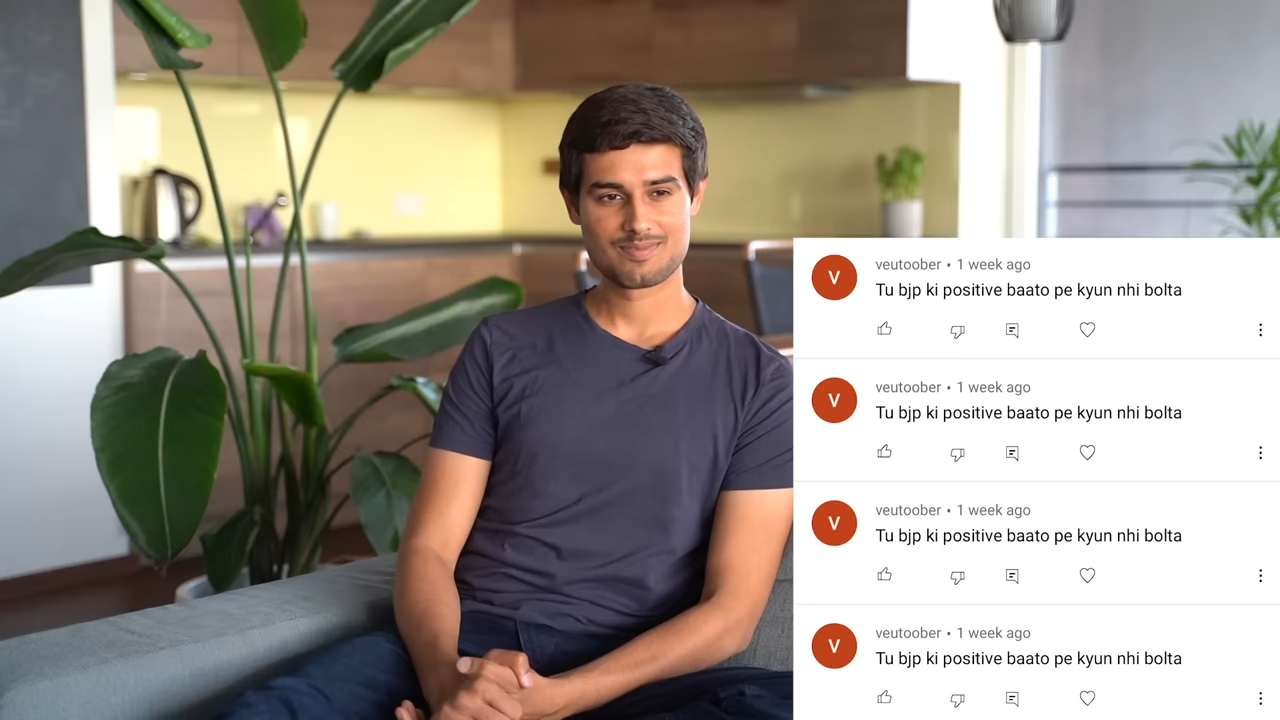 V
veutoober • 1 week ago
Tu bjp ki positive baato pe kyun nhi bolta
V
veutoober • 1 week ago
Tu bjp ki positive baato pe kyun nhi bolta
V
veutoober • 1 week ago
Tu bjp ki positive baato pe kyun nhi bolta
V
veutoober • 1 week ago
Tu bjp ki positive baato pe kyun nhi bolta